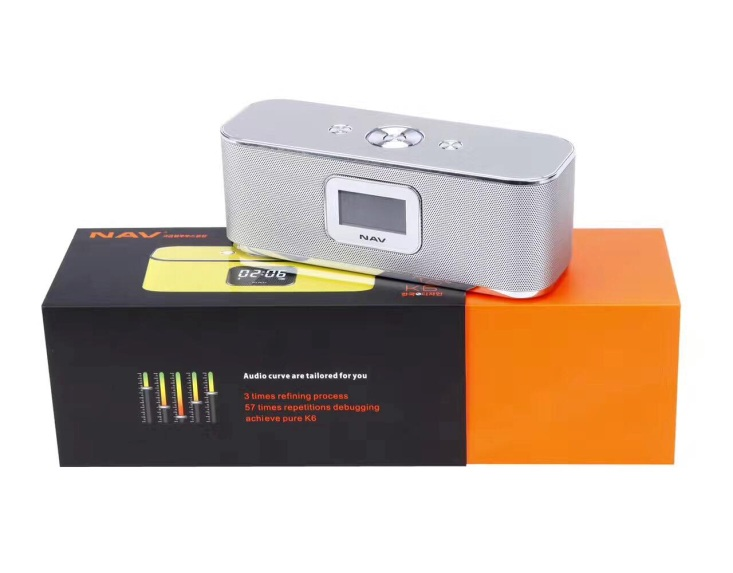 NAV
NAV
02:06
K6
Audio curve are tailored for you
3 times refining process
57 times repetitions debugging
achieve pure K6